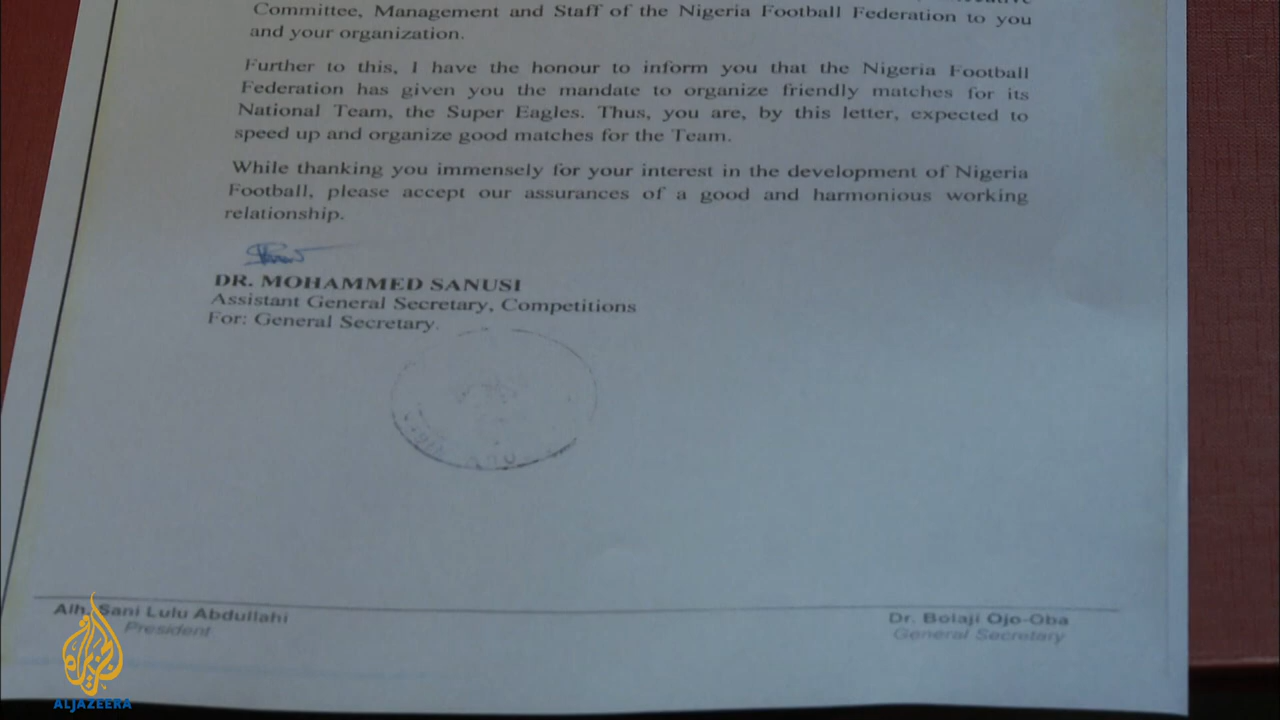 Committee, Management and Staff of the Nigeria Football Federation to you
and your organization.
Further to this, I have the honour to inform you that the Nigeria Football
Federation has given you the mandate to organize friendly matches for its
National Team, the Super Eagles. Thus, you are, by this letter, expected to
speed up and organize good matches for the Team.
While thanking you immensely for your interest in the development of Nigeria
Football, please accept our assurances of a good and harmonious working
relationship.
DR. MOHAMMED SANUSI
Assistant General Secretary, Competitions
For: General Secretary.
Alh. Sani Lulu Abdullahi
President
Dr. Bolaji Ojo-Oba
General Secretary
ALJAZEERA